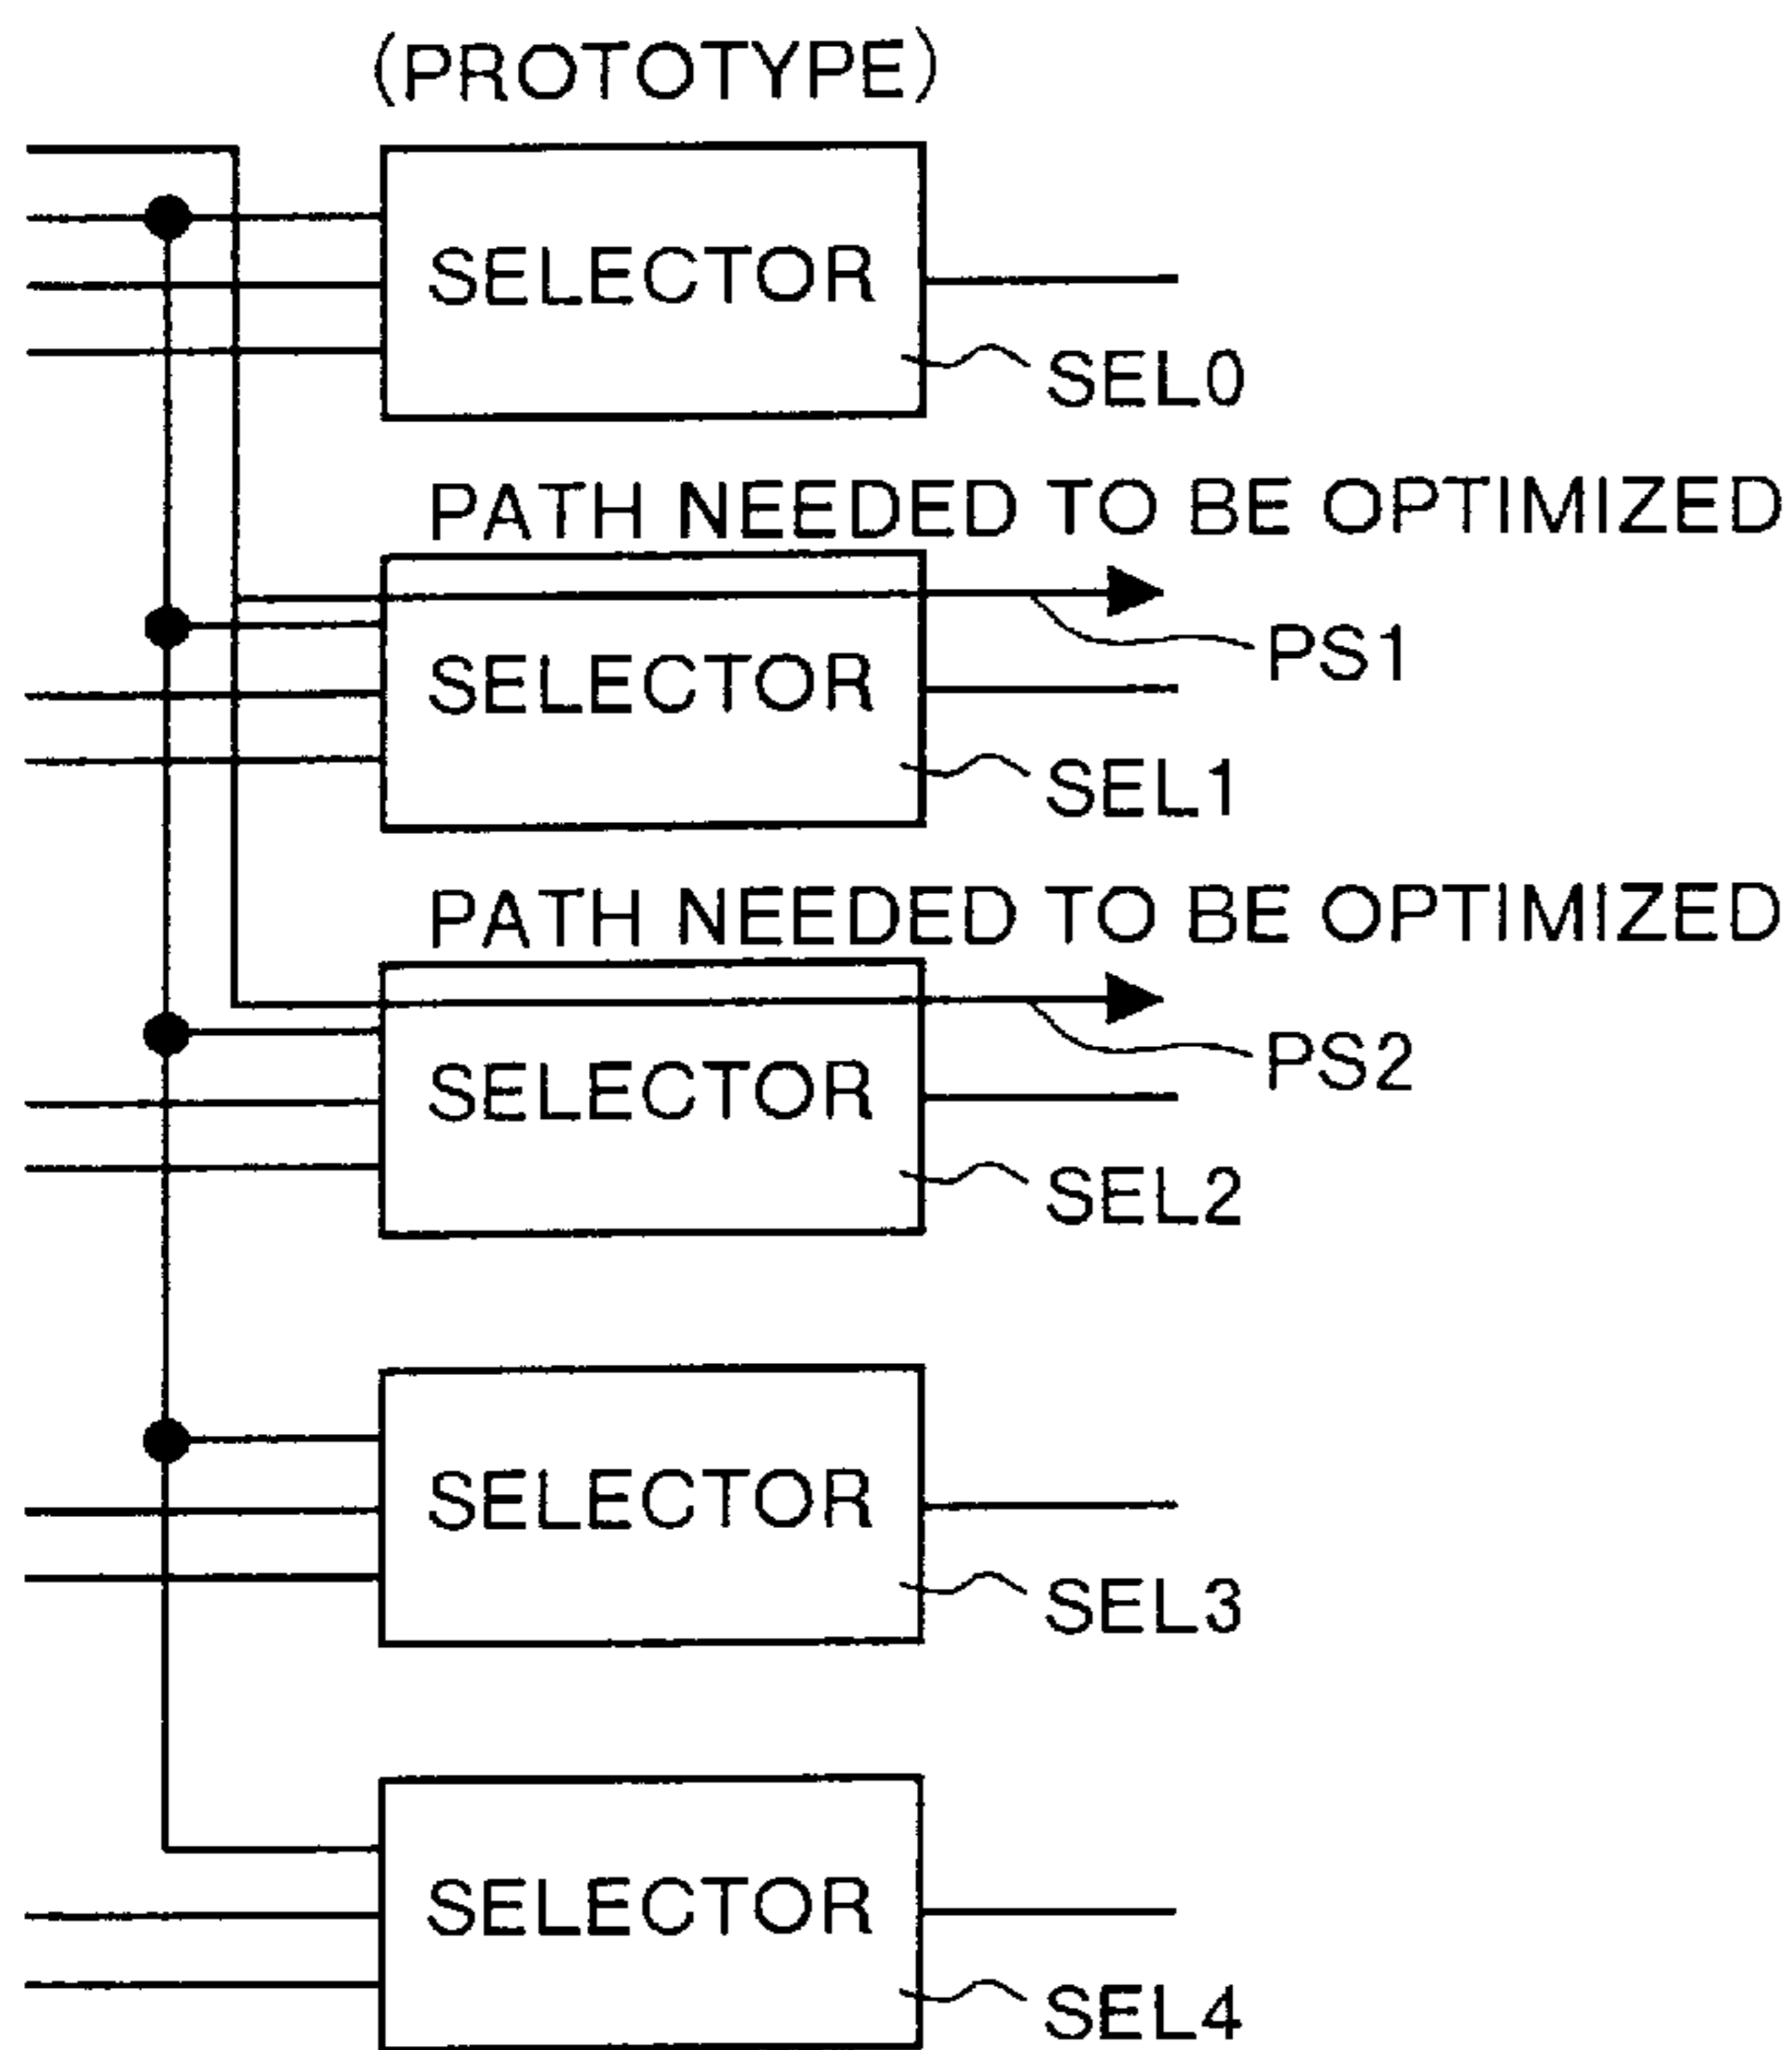 (PROTOTYPE)
SELECTOR
SEL0
PATH NEEDED TO BE OPTIMIZED
PS1
SELECTOR
SEL1
PATH NEEDED TO BE OPTIMIZED
PS2
SELECTOR
SEL2
SELECTOR
SEL3
SELECTOR
SEL4